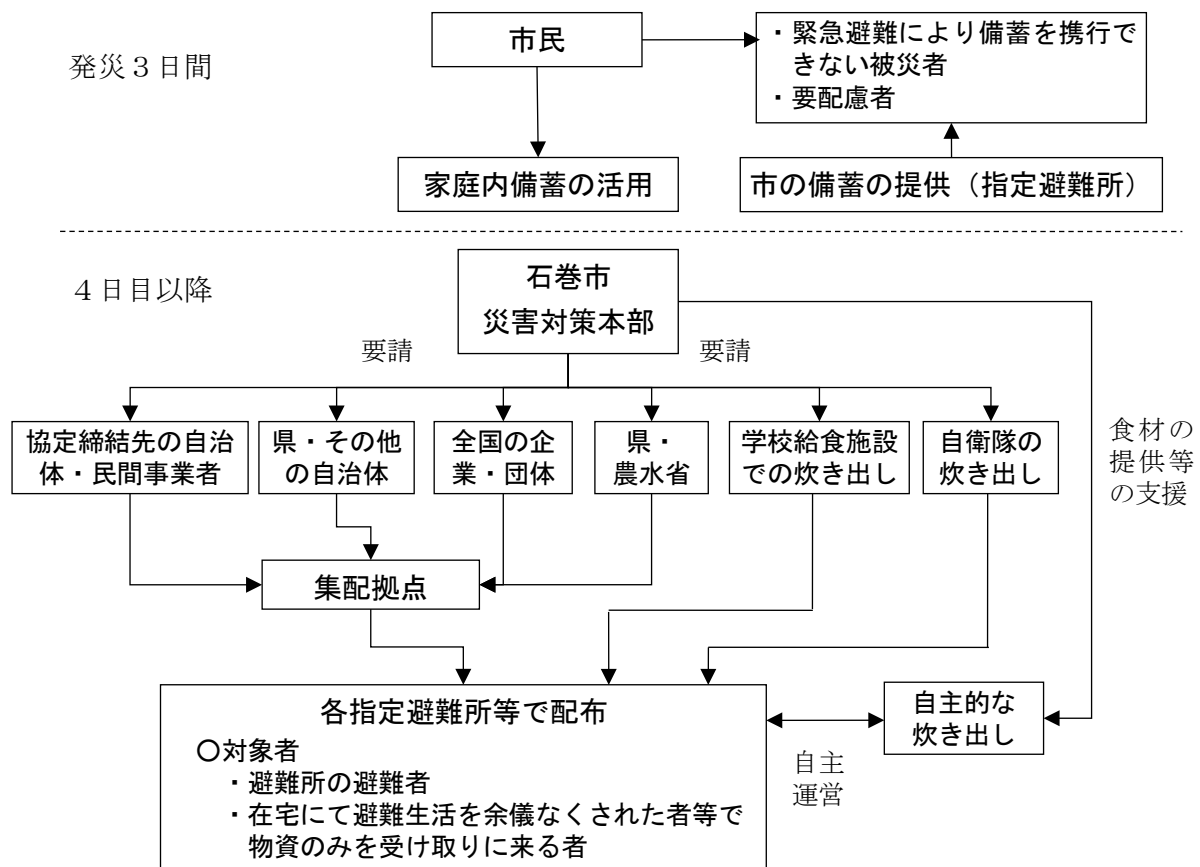 発災３日間
市民
・緊急避難により備蓄を携行で
きない被災者
・要配慮者
家庭内備蓄の活用
市の備蓄の提供（指定避難所）
４日目以降
石巻市
災害対策本部
要請
要請
協定締結先の自治
体・民間事業者
県・その他
の自治体
全国の企
業・団体
県・
農水省
学校給食施設
での炊き出し
自衛隊の
炊き出し
食材の
提供等
の支援
集配拠点
各指定避難所等で配布
〇対象者
・避難所の避難者
・在宅にて避難生活を余儀なくされた者等で
物資のみを受け取りに来る者
自主
運営
自主的な
炊き出し